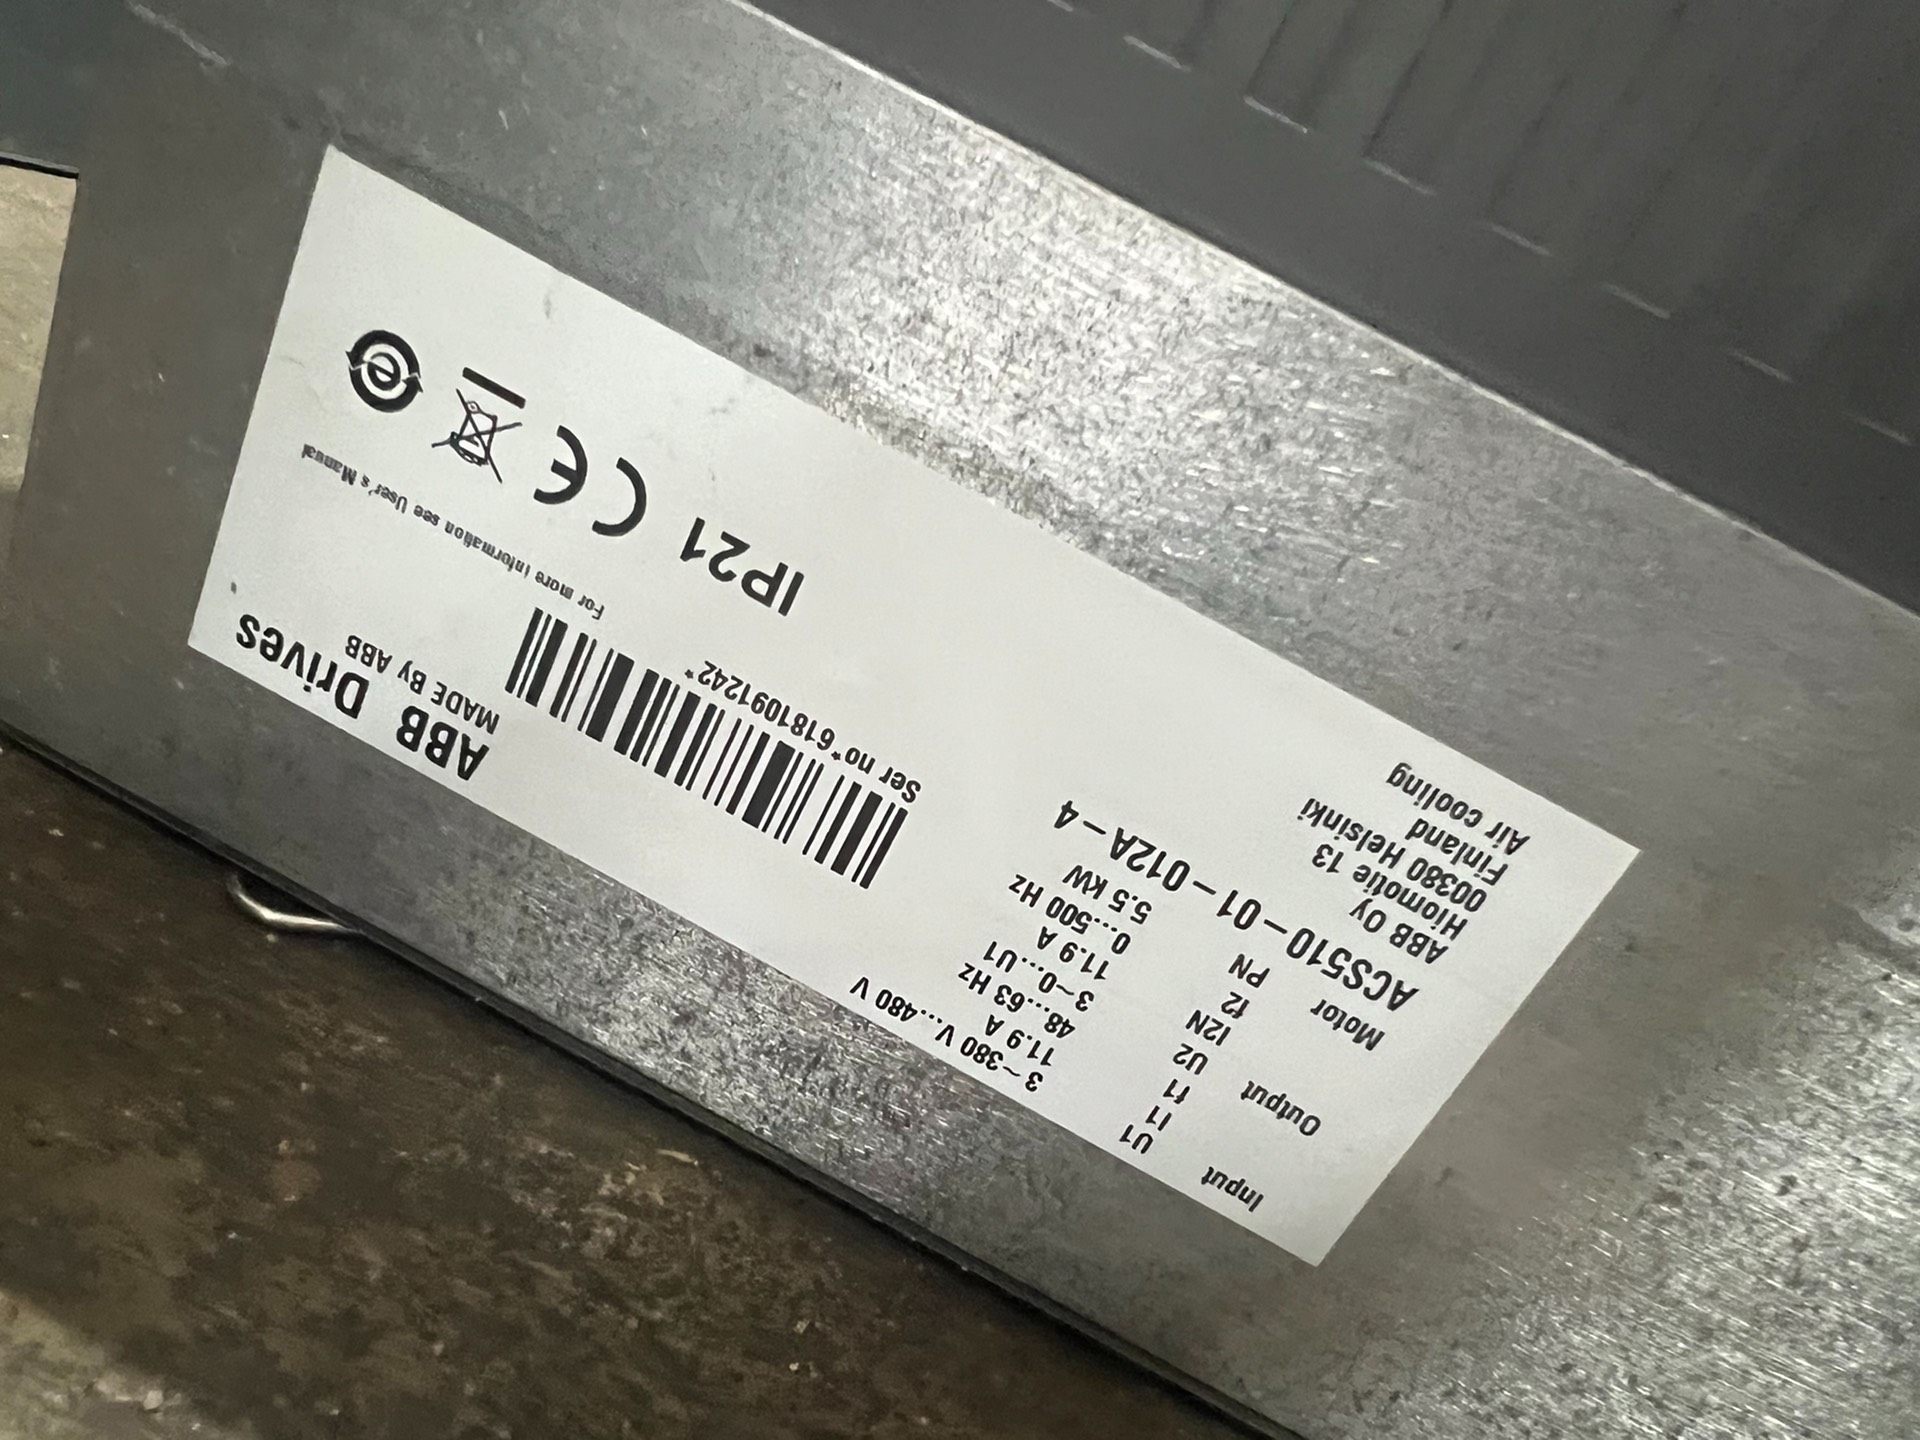 Input
U1 3~380 V...480 V
I1 11.9 A
f1 48...63 Hz
Output U2 3~0...U1
I2N 11.9 A
f2 0...500 Hz
Motor PN 5.5 kW
ACS510-01-012A-4
ABB Oy
Hiomotie 13
00380 Helsinki
Finland
Air cooling
ABB Drives
MADE By ABB
Ser no*6181091242*
For more information see User's Manual
IP21 CE
e